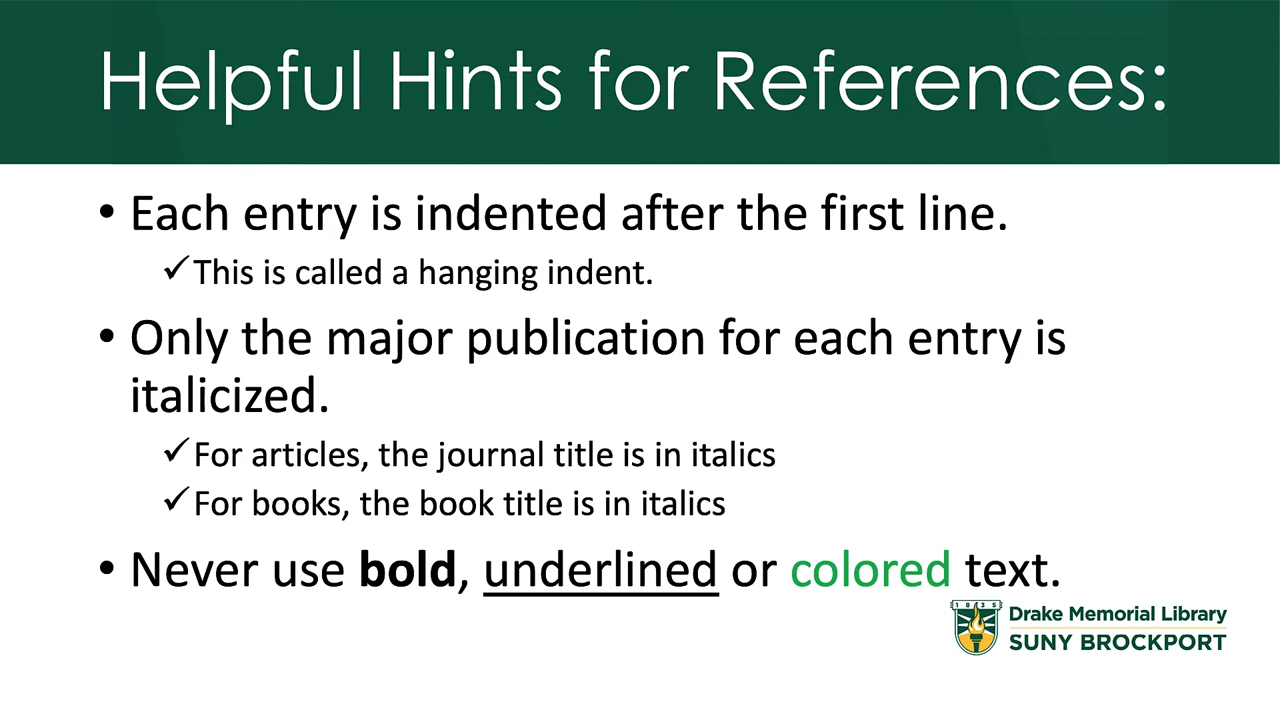 Helpful Hints for References:
• Each entry is indented after the first line.
✓This is called a hanging indent.
• Only the major publication for each entry is
italicized.
✓For articles, the journal title is in italics
✓For books, the book title is in italics
• Never use bold, underlined or colored text.
1835
Drake Memorial Library
SUNY BROCKPORT